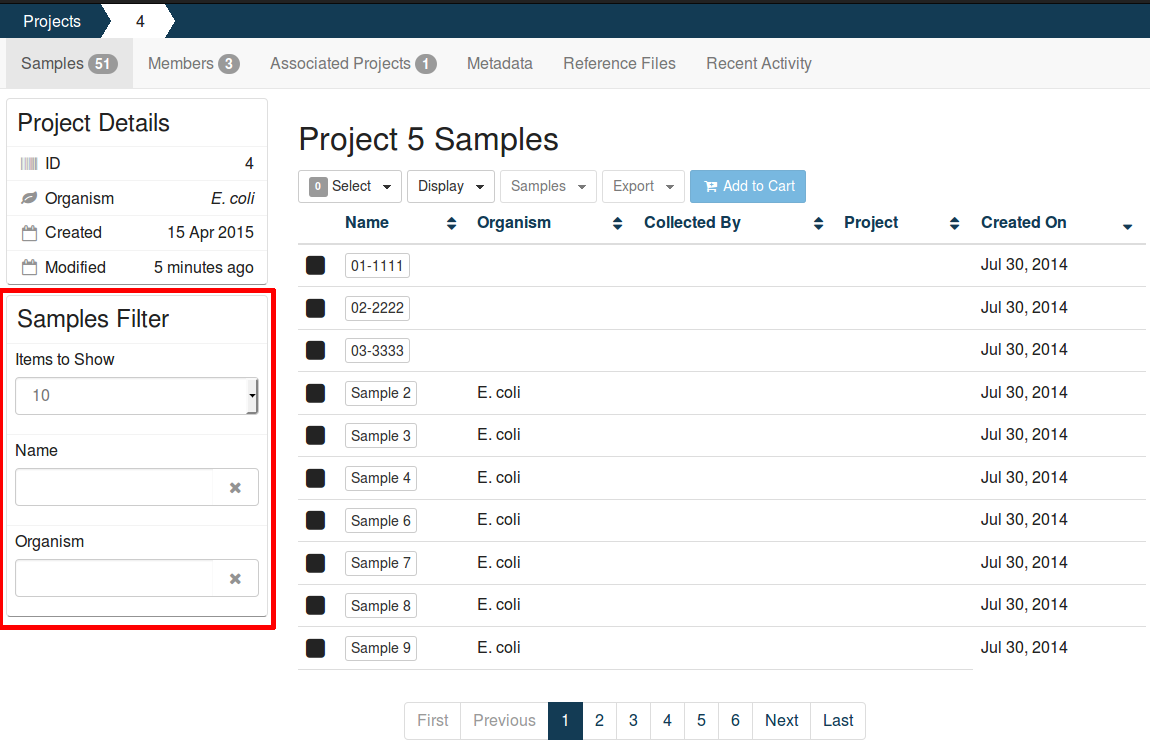 Projects 4
Samples 51 Members 3 Associated Projects 1 Metadata Reference Files Recent Activity
Project Details
ID 4
Organism E. coli
Created 15 Apr 2015
Modified 5 minutes ago
Samples Filter
Items to Show
10
Name
Organism
Project 5 Samples
0 Select Display Samples Export Add to Cart
Name Organism Collected By Project Created On
01-1111 Jul 30, 2014
02-2222 Jul 30, 2014
03-3333 Jul 30, 2014
Sample 2 E. coli Jul 30, 2014
Sample 3 E. coli Jul 30, 2014
Sample 4 E. coli Jul 30, 2014
Sample 6 E. coli Jul 30, 2014
Sample 7 E. coli Jul 30, 2014
Sample 8 E. coli Jul 30, 2014
Sample 9 E. coli Jul 30, 2014
First Previous 1 2 3 4 5 6 Next Last